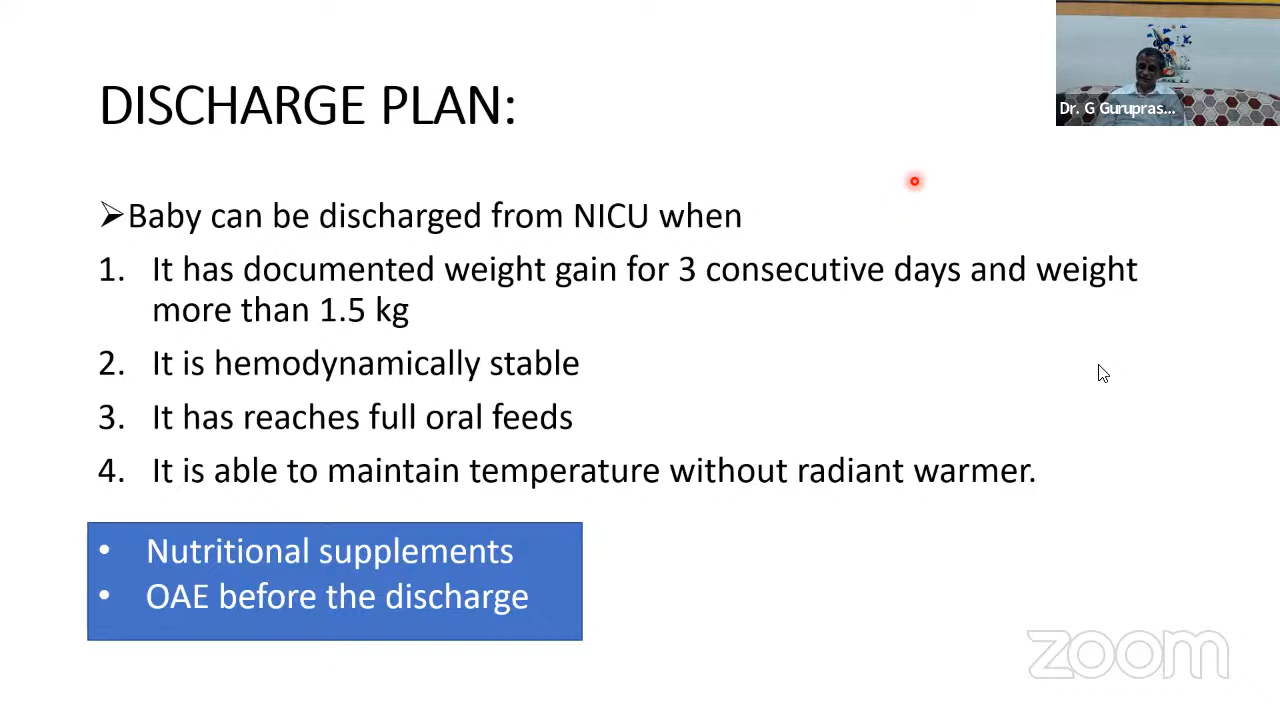 DISCHARGE PLAN:
Dr. G Gurupras...
➢Baby can be discharged from NICU when
1. It has documented weight gain for 3 consecutive days and weight
more than 1.5 kg
2. It is hemodynamically stable
3. It has reaches full oral feeds
4. It is able to maintain temperature without radiant warmer.
• Nutritional supplements
• OAE before the discharge
zoom